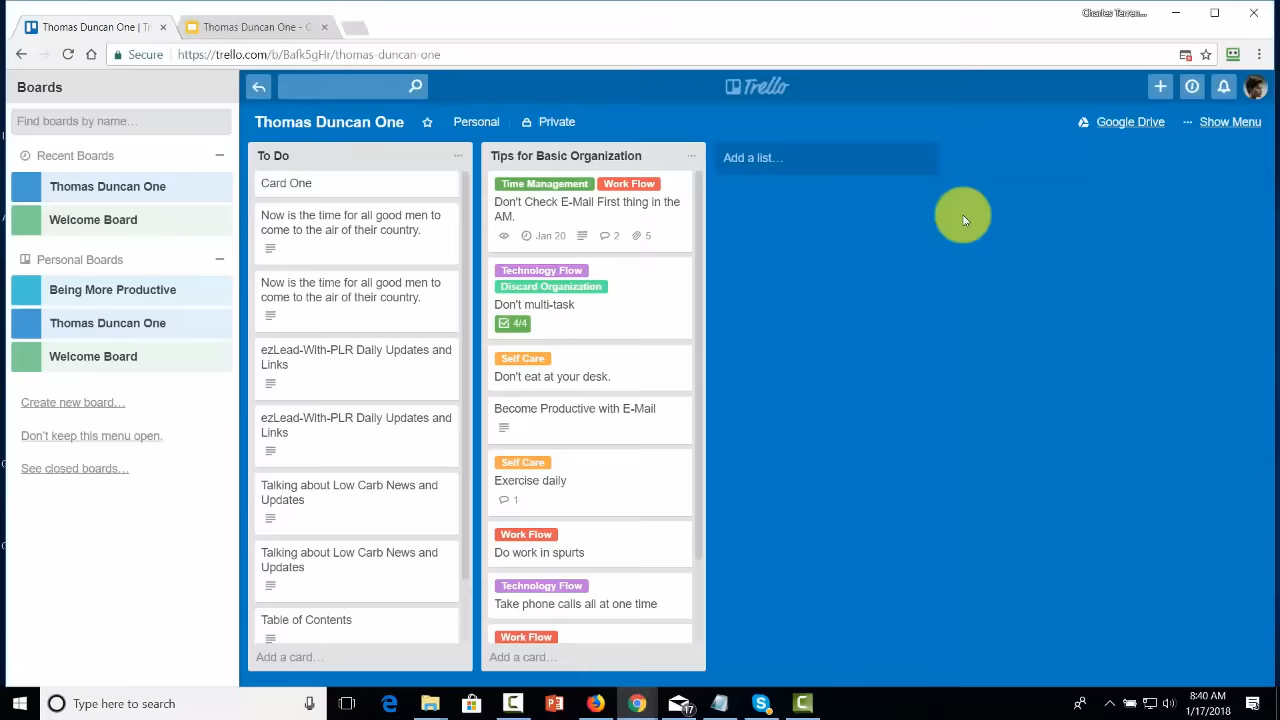 Charles Terren...
Thomas Duncan One | Tr
Thomas Duncan One - G
Secure
https://trello.com/b/Bafk5gHr/thomas-duncan-one
Boards
Trello
Find boards by name…
Thomas Duncan One
Personal
Private
Google Drive
Show Menu
Recent Boards
Thomas Duncan One
Welcome Board
Personal Boards
Being More Productive
Thomas Duncan One
Welcome Board
Create new board…
Don't keep this menu open.
See closed boards…
To Do
Card One
Now is the time for all good men to
come to the air of their country.
Now is the time for all good men to
come to the air of their country.
ezLead-With-PLR Daily Updates and
Links
ezLead-With-PLR Daily Updates and
Links
Talking about Low Carb News and
Updates
Talking about Low Carb News and
Updates
Table of Contents
Add a card…
Tips for Basic Organization
Time Management Work Flow
Don't Check E-Mail First thing in the
AM.
Jan 20 2 5
Technology Flow
Discard Organization
Don't multi-task
4/4
Self Care
Don't eat at your desk.
Become Productive with E-Mail
Self Care
Exercise daily
1
Work Flow
Do work in spurts
Technology Flow
Take phone calls all at one time
Work Flow
Add a card…
Add a list…
Type here to search
17
8:40 AM
1/17/2018